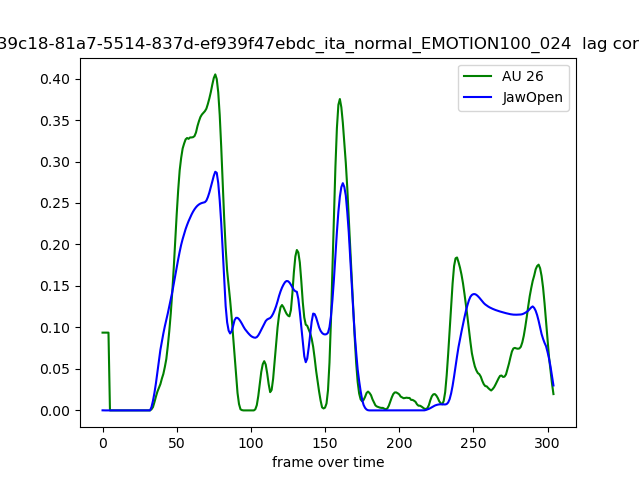 39c18-81a7-5514-837d-ef939f47ebdc_ita_normal_EMOTION100_024 lag cor
AU 26
JawOpen
0.40
0.35
0.30
0.25
0.20
0.15
0.10
0.05
0.00
0 50 100 150 200 250 300
frame over time